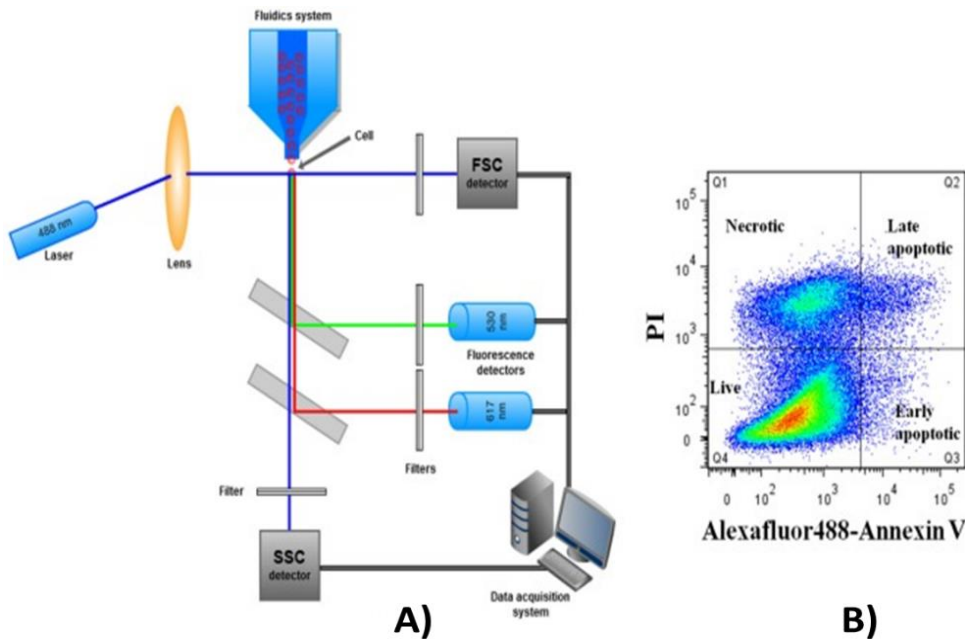 Fluidics system
Cell
FSC
detector
488 nm
Laser
Lens
530
nm
Fluorescence
detectors
617
nm
Filters
Filter
SSC
detector
Data acquisition
system
A)
Q1
Q2
Necrotic
Late
apoptotic
10^5
10^4
10^3
10^2
0
PI
Live
Early
apoptotic
Q4
Q3
0 10^2 10^3 10^4 10^5
Alexafluor488-Annexin V
B)